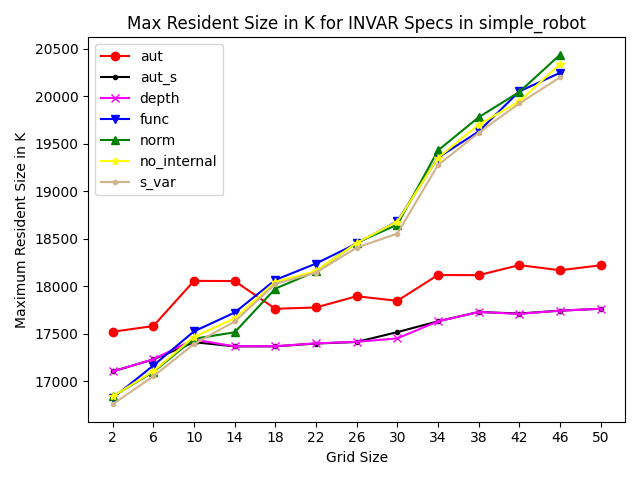 Max Resident Size in K for INVAR Specs in simple_robot
Maximum Resident Size in K
20500
20000
19500
19000
18500
18000
17500
17000
aut
aut_s
depth
func
norm
no_internal
s_var
2 6 10 14 18 22 26 30 34 38 42 46 50
Grid Size